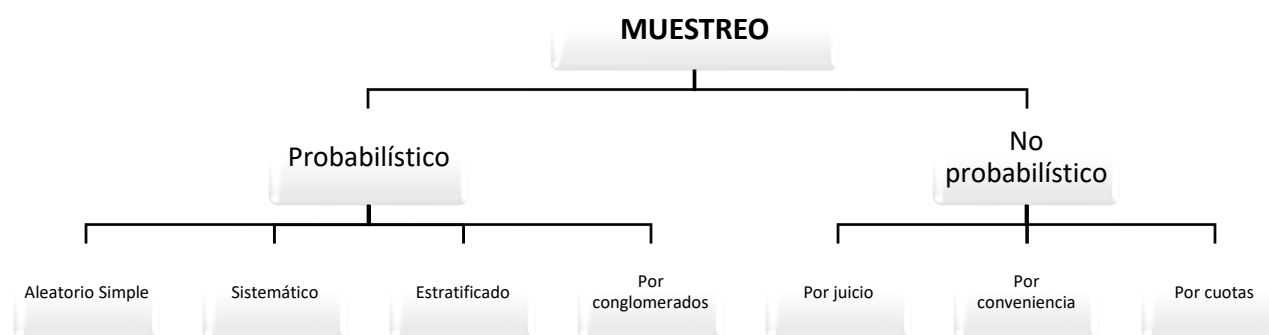 MUESTREO
Probabilístico
No
probabilístico
Aleatorio Simple
Sistemático
Estratificado
Por
conglomerados
Por juicio
Por
conveniencia
Por cuotas